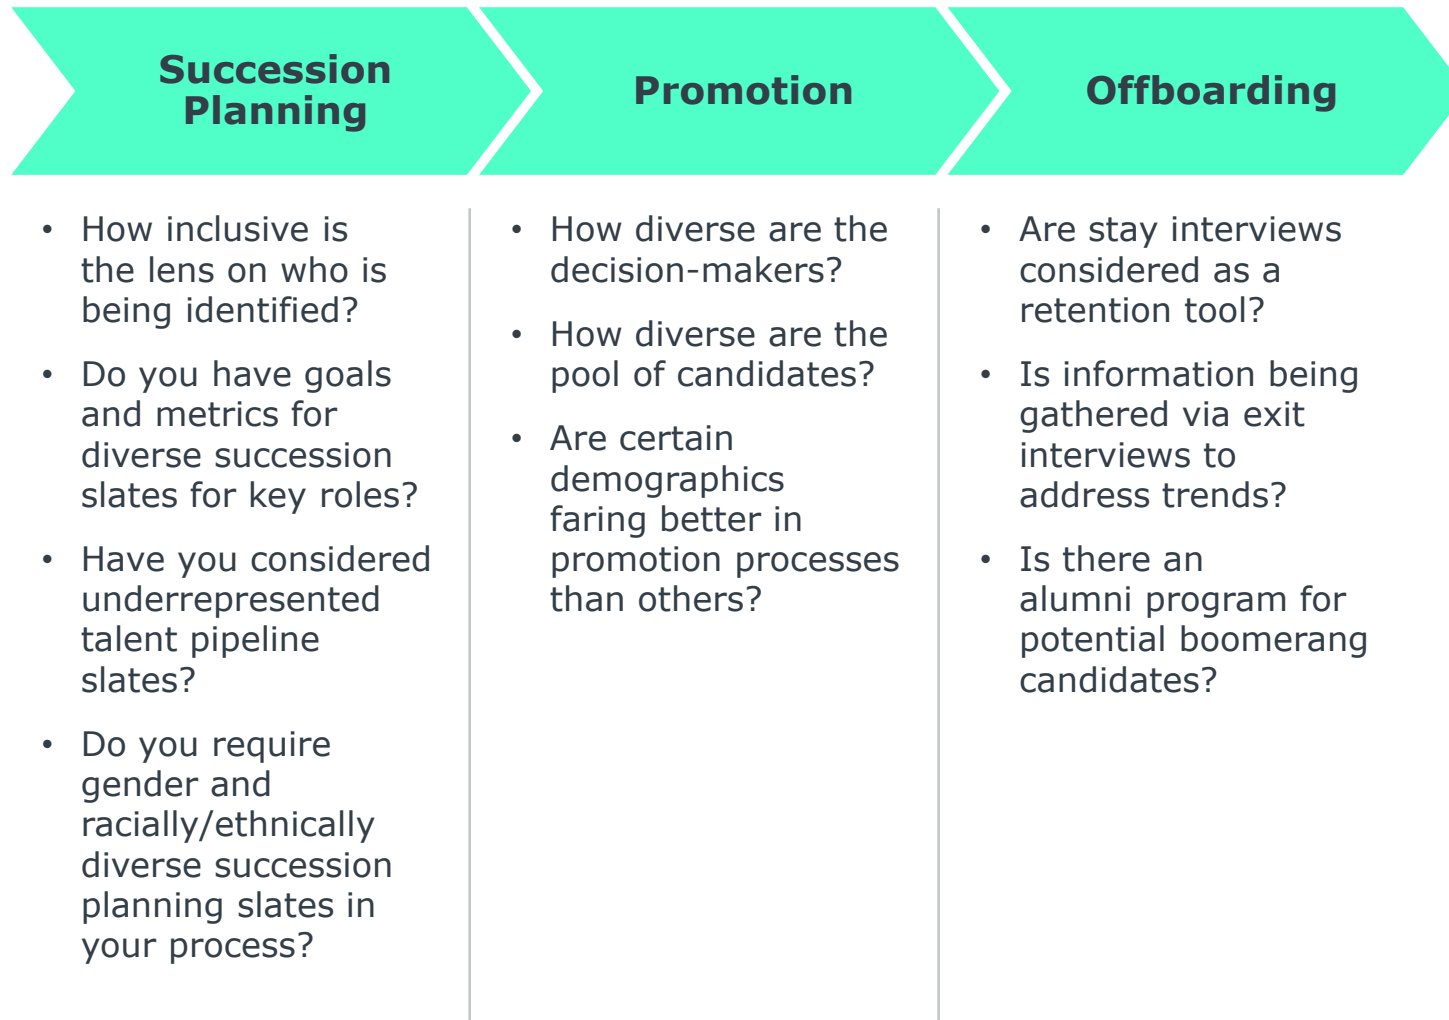 Succession
Planning
Promotion
Offboarding
• How inclusive is
the lens on who is
being identified?
• Do you have goals
and metrics for
diverse succession
slates for key roles?
• Have you considered
underrepresented
talent pipeline
slates?
• Do you require
gender and
racially/ethnically
diverse succession
planning slates in
your process?
• How diverse are the
decision-makers?
• How diverse are the
pool of candidates?
• Are certain
demographics
faring better in
promotion processes
than others?
• Are stay interviews
considered as a
retention tool?
• Is information being
gathered via exit
interviews to
address trends?
• Is there an
alumni program for
potential boomerang
candidates?